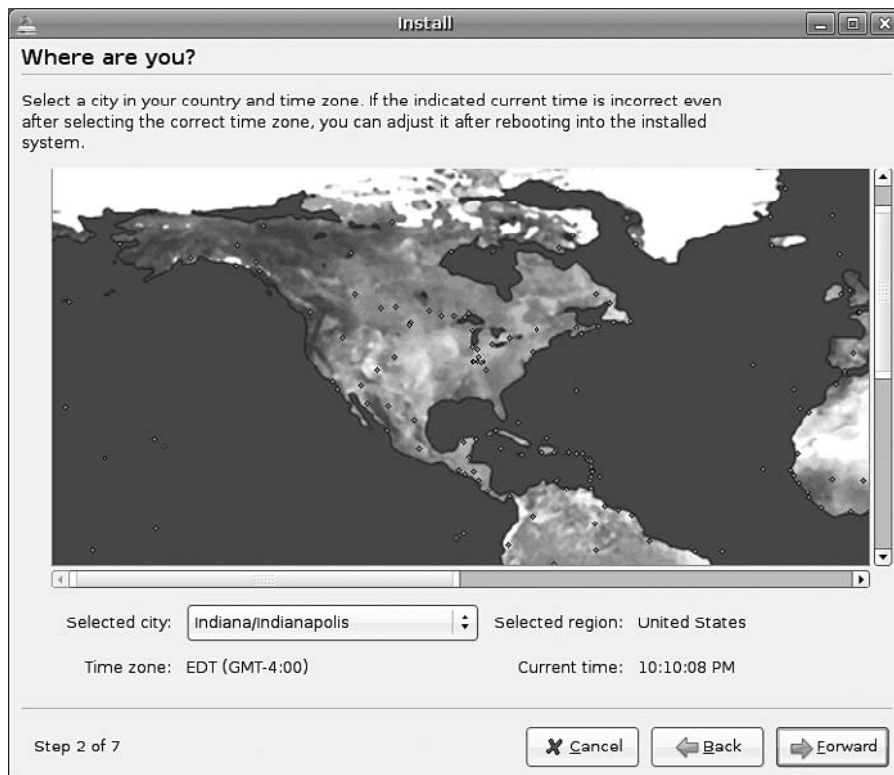 Install
Where are you?
Select a city in your country and time zone. If the indicated current time is incorrect even
after selecting the correct time zone, you can adjust it after rebooting into the installed
system.
Selected city: Indiana/Indianapolis Selected region: United States
Time zone: EDT (GMT-4:00) Current time: 10:10:08 PM
Step 2 of 7 Cancel Back Forward